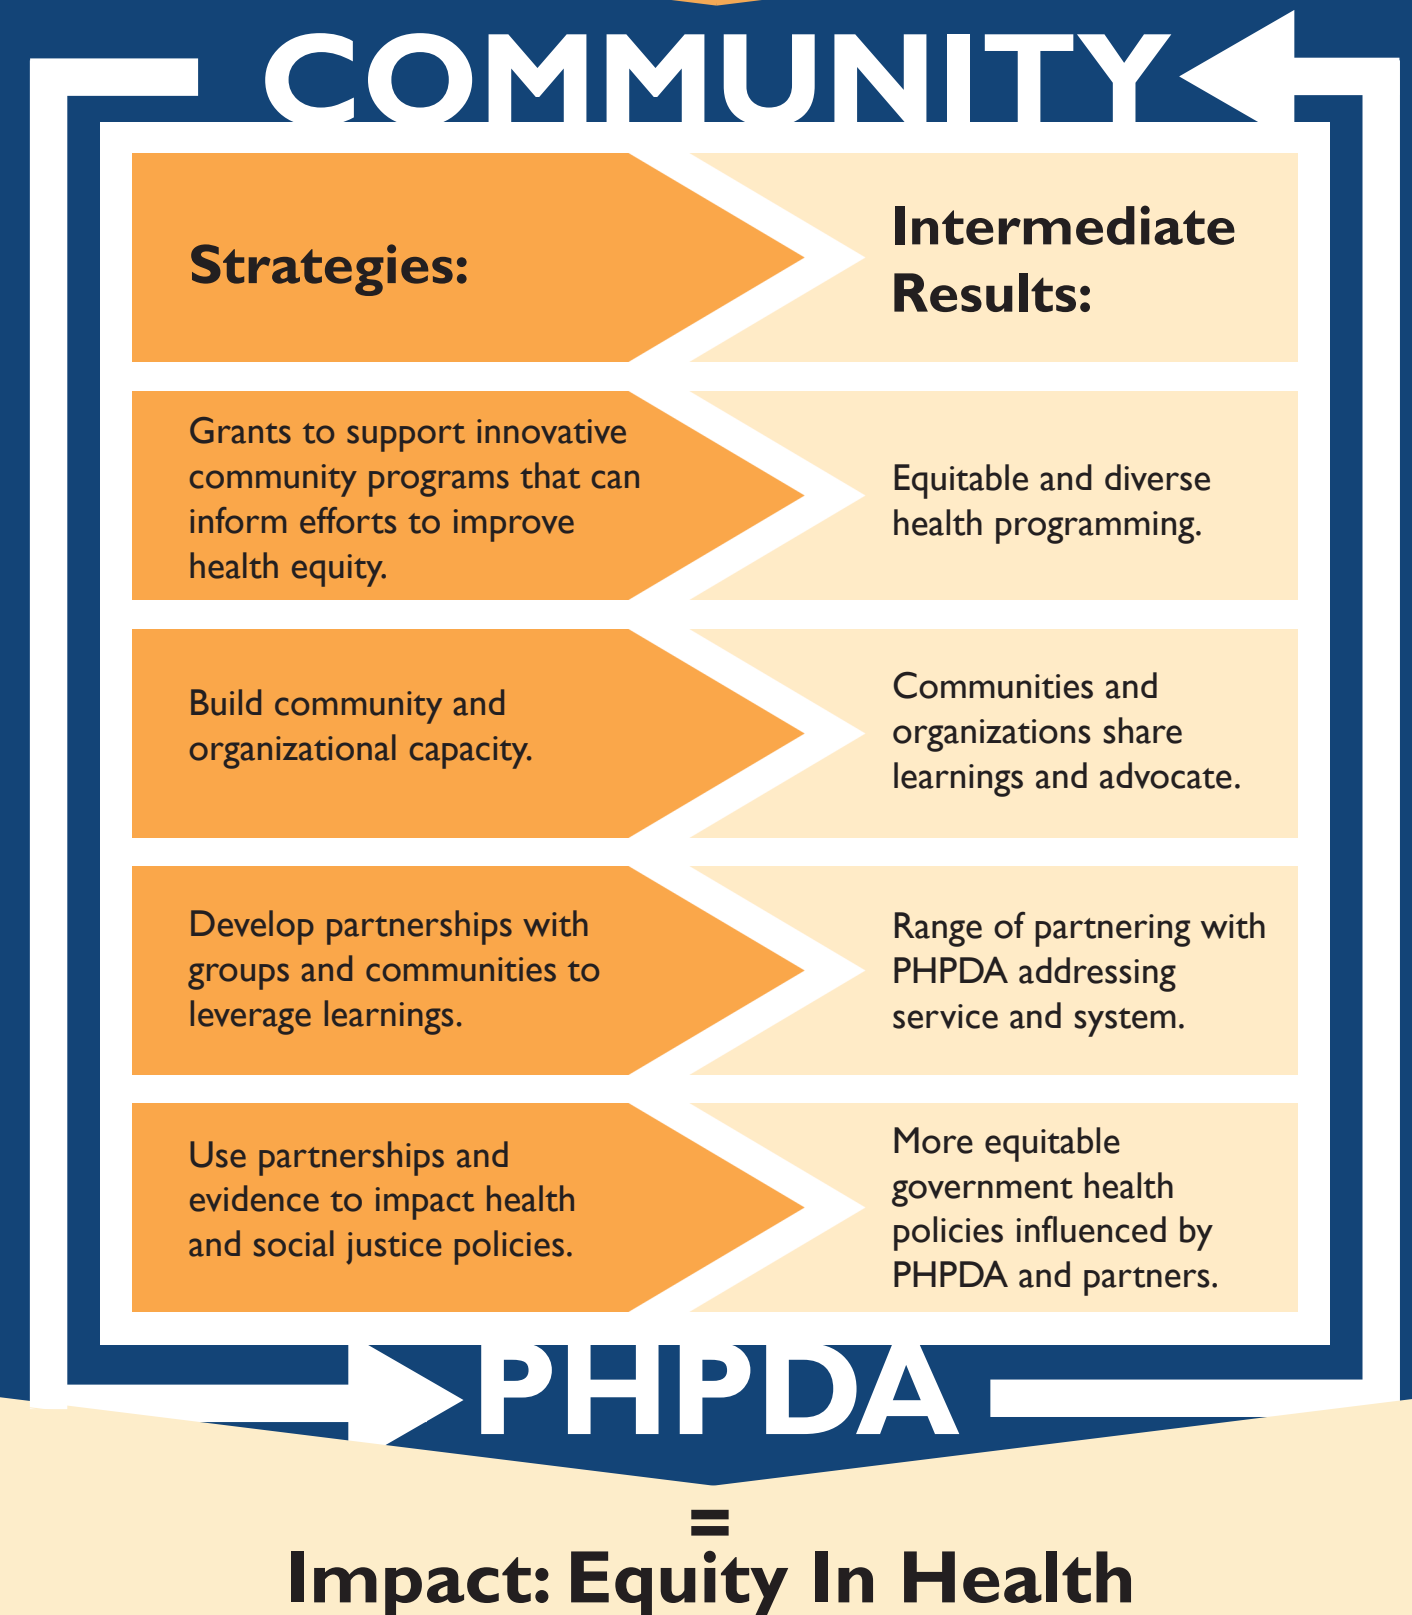 COMMUNITY
Strategies:
Intermediate
Results:
Grants to support innovative
community programs that can
inform efforts to improve
health equity.
Equitable and diverse
health programming.
Build community and
organizational capacity.
Communities and
organizations share
learnings and advocate.
Develop partnerships with
groups and communities to
leverage learnings.
Range of partnering with
PHPDA addressing
service and system.
Use partnerships and
evidence to impact health
and social justice policies.
More equitable
government health
policies influenced by
PHPDA and partners.
PHPDA
=
Impact: Equity In Health